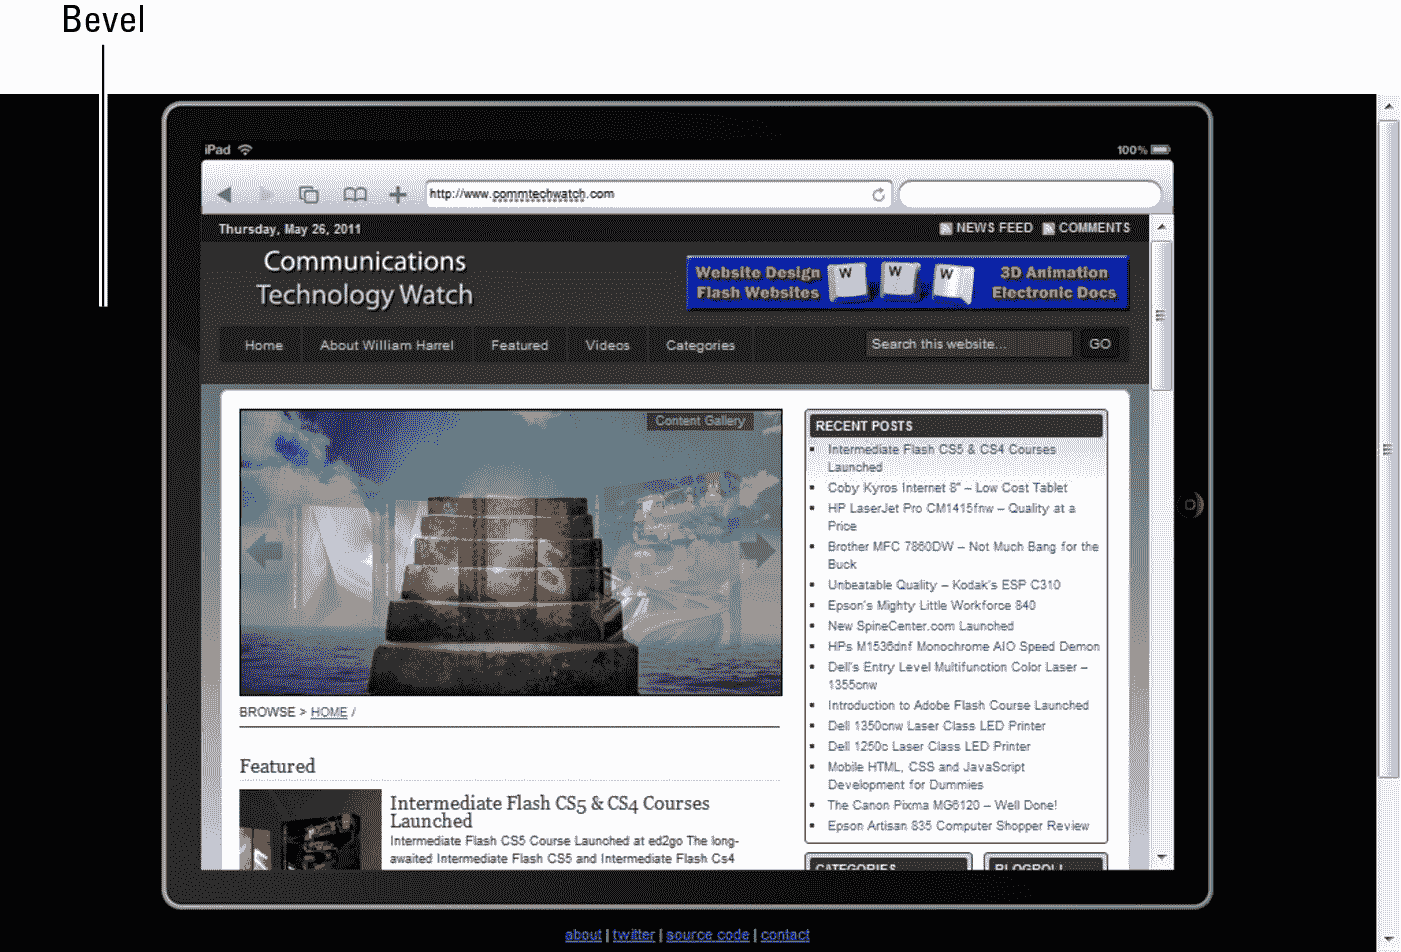 Bevel
iPad
100%
http://www.commtechwatch.com
Thursday, May 26, 2011
NEWS FEED
COMMENTS
Communications
Technology Watch
Website Design
Flash Websites
W W W
3D Animation
Electronic Docs
Home
About William Harrel
Featured
Videos
Categories
Search this website...
GO
Content Gallery
BROWSE > HOME /
Featured
Intermediate Flash CS5 & CS4 Courses
Launched
Intermediate Flash CS5 Course Launched at ed2go The long-
awaited Intermediate Flash CS5 and Intermediate Flash Cs4
RECENT POSTS
Intermediate Flash CS5 & CS4 Courses
Launched
Coby Kyros Internet 8" – Low Cost Tablet
HP LaserJet Pro CM1415fnw – Quality at a
Price
Brother MFC 7860DW – Not Much Bang for the
Buck
Unbeatable Quality – Kodak's ESP C310
Epson's Mighty Little Workforce 840
New SpineCenter.com Launched
HPs M1536dnf Monochrome AIO Speed Demon
Dell's Entry Level Multifunction Color Laser –
1355cnw
Introduction to Adobe Flash Course Launched
Dell 1350cnw Laser Class LED Printer
Dell 1250c Laser Class LED Printer
Mobile HTML, CSS and JavaScript
Development for Dummies
The Canon Pixma MG6120 – Well Done!
Epson Artisan 835 Computer Shopper Review
CATEGORIES
BLOGROLL
about | twitter | source code | contact